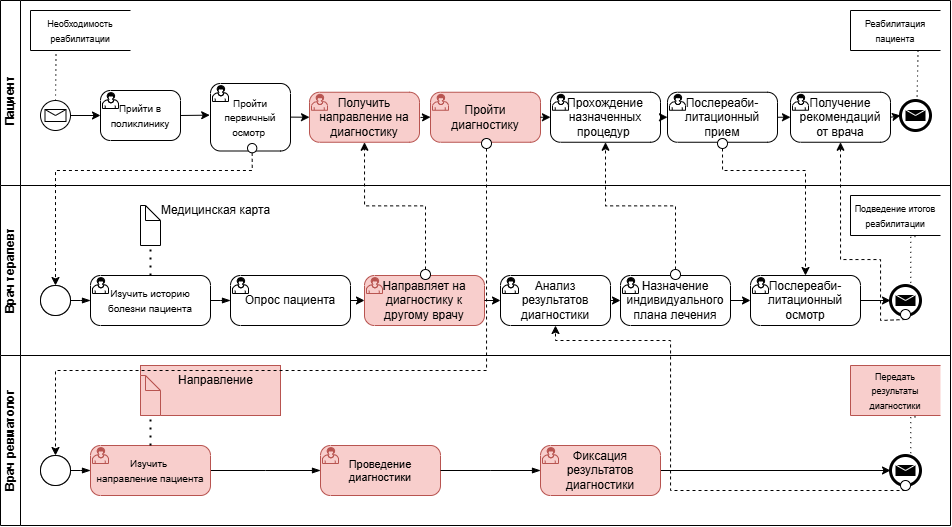 Пациент
Необходимость
реабилитации
Прийти в
поликлинику
Пройти
первичный
осмотр
Получить
направление на
диагностику
Пройти
диагностику
Прохождение
назначенных
процедур
Послереаби-
литационный
прием
Получение
рекомендаций
от врача
Реабилитация
пациента
Врач терапевт
Медицинская карта
Изучить историю
болезни пациента
Опрос пациента
Направляет на
диагностику к
другому врачу
Анализ
результатов
диагностики
Назначение
индивидуального
плана лечения
Послереаби-
литационный
осмотр
Подведение итогов
реабилитации
Врач ревматолог
Направление
Изучить
направление пациента
Проведение
диагностики
Фиксация
результатов
диагностики
Передать
результаты
диагностики